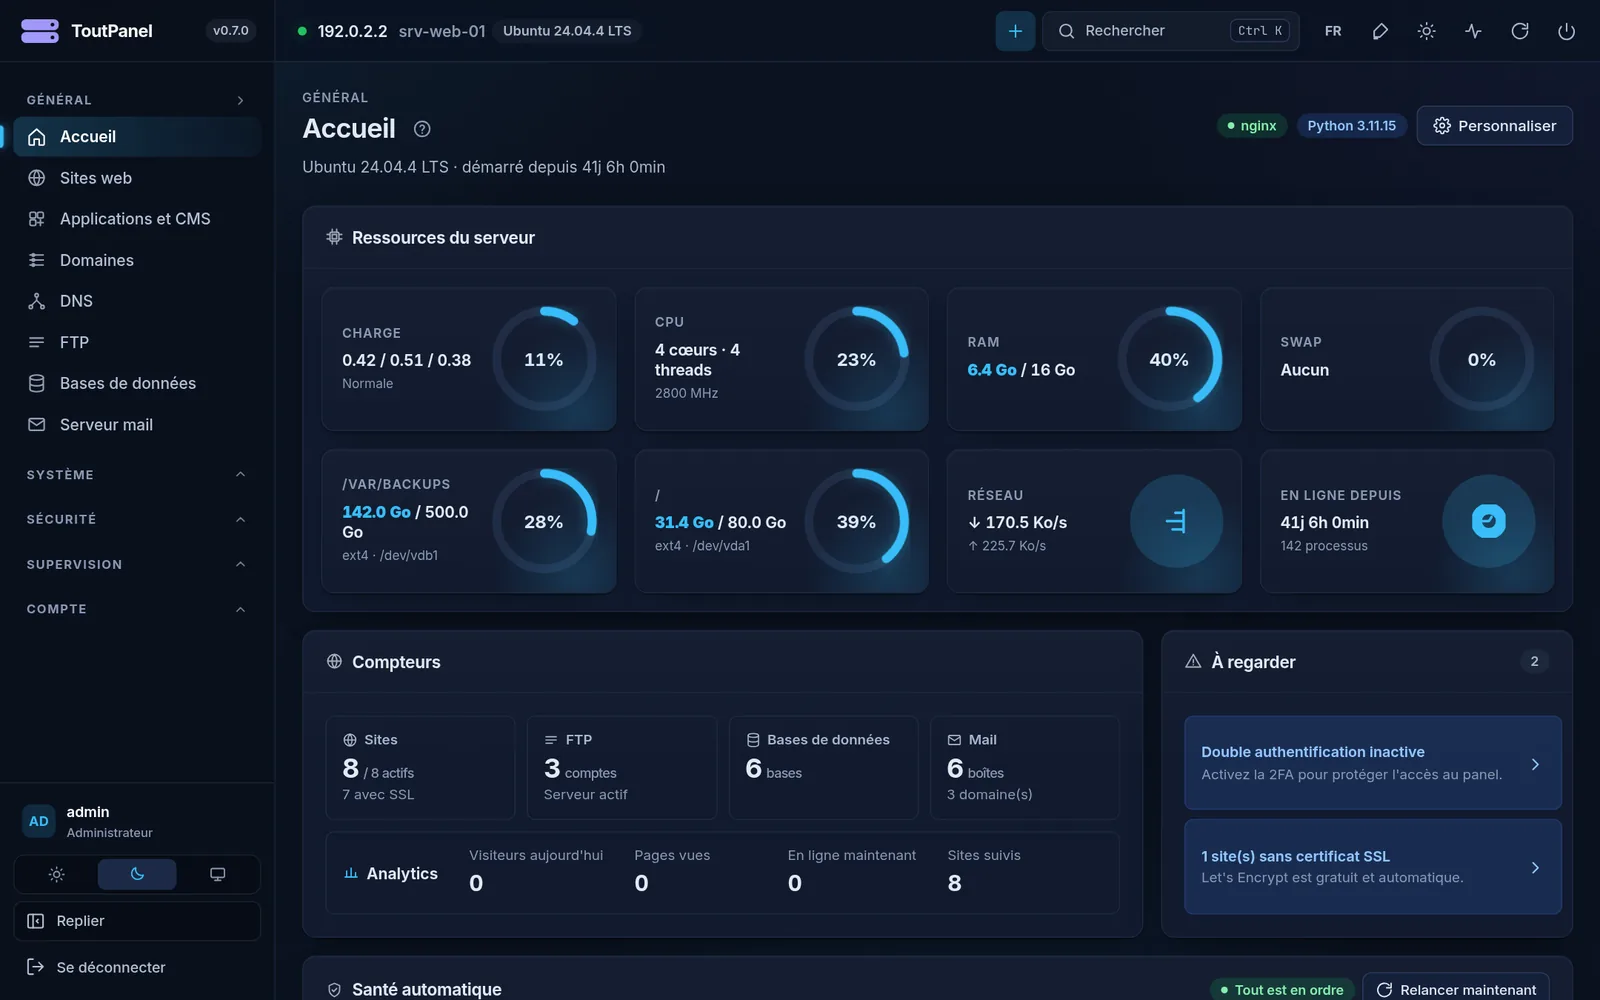 ToutPanel
v0.7.0
192.0.2.2 srv-web-01 Ubuntu 24.04.4 LTS
Rechercher Ctrl K
FR
GÉNÉRAL
Accueil
Sites web
Applications et CMS
Domaines
DNS
FTP
Bases de données
Serveur mail
SYSTÈME
SÉCURITÉ
SUPERVISION
COMPTE
AD
admin
Administrateur
Replier
Se déconnecter
GÉNÉRAL
Accueil
Ubuntu 24.04.4 LTS · démarré depuis 41j 6h 0min
nginx
Python 3.11.15
Personnaliser
Ressources du serveur
CHARGE
0.42 / 0.51 / 0.38
Normale
11%
CPU
4 cœurs · 4
threads
2800 MHz
23%
RAM
6.4 Go / 16 Go
40%
SWAP
Aucun
0%
/VAR/BACKUPS
142.0 Go / 500.0
Go
ext4 · /dev/vdb1
28%
/
31.4 Go / 80.0 Go
ext4 · /dev/vda1
39%
RÉSEAU
↓ 170.5 Ko/s
↑ 225.7 Ko/s
EN LIGNE DEPUIS
41j 6h 0min
142 processus
Compteurs
Sites
8 / 8 actifs
7 avec SSL
FTP
3 comptes
Serveur actif
Bases de données
6 bases
Mail
6 boîtes
3 domaine(s)
Analytics
Visiteurs aujourd'hui
0
Pages vues
0
En ligne maintenant
0
Sites suivis
8
À regarder
2
Double authentification inactive
Activez la 2FA pour protéger l'accès au panel.
1 site(s) sans certificat SSL
Let's Encrypt est gratuit et automatique.
Santé automatique
Tout est en ordre
Relancer maintenant